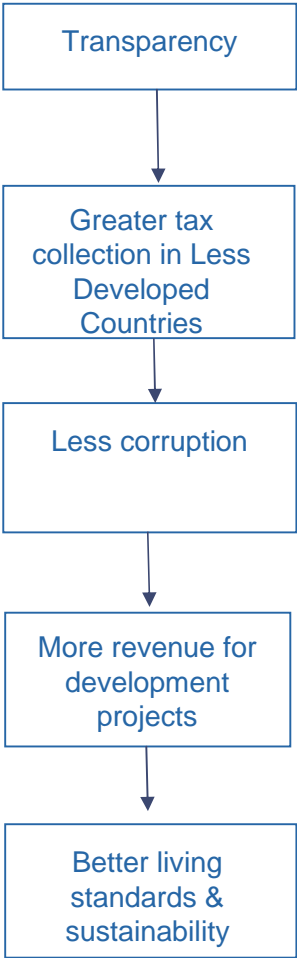 Transparency
Greater tax
collection in Less
Developed
Countries
Less corruption
More revenue for
development
projects
Better living
standards &
sustainability